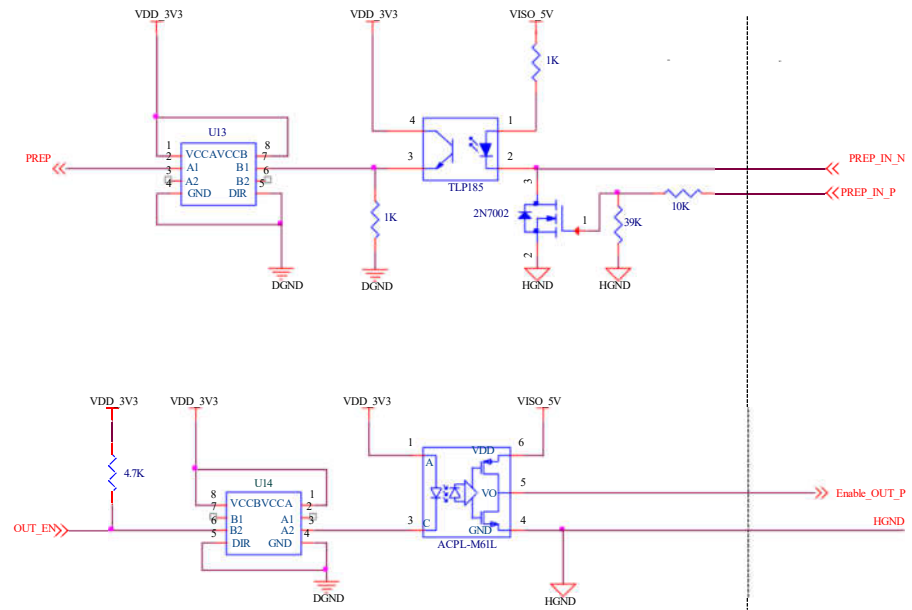 VDD_3V3 VDD_3V3 VISO_5V
1K
U13
1 8
2 VCCAVCCB 7
PREP 3 A1 B1 6
A2 B2
4 GND DIR 5
4 1
3 2
TLP185
PREP_IN_N
PREP_IN_P
1K
3
2N7002
1
2
39K
10K
DGND DGND HGND HGND
VDD_3V3 VDD_3V3 VDD_3V3 VISO_5V
4.7K
U14
8 1
7 VCCBVCCA 2
6 B1 A1 3
OUT_EN B2 A2
5 DIR GND 4
1 A VDD 6
VO 5
3 C GND 4
ACPL-M61L
Enable_OUT_P
HGND
DGND HGND